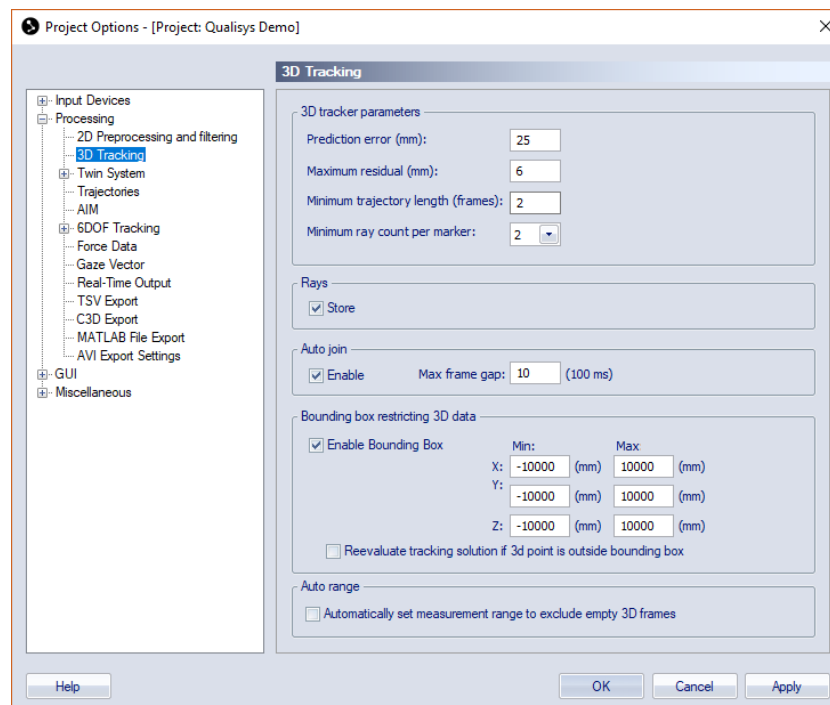 Project Options - [Project: Qualisys Demo]
3D Tracking
Input Devices
Processing
2D Preprocessing and filtering
3D Tracking
Twin System
Trajectories
AIM
6DOF Tracking
Force Data
Gaze Vector
Real-Time Output
TSV Export
C3D Export
MATLAB File Export
AVI Export Settings
GUI
Miscellaneous
3D tracker parameters
Prediction error (mm): 25
Maximum residual (mm): 6
Minimum trajectory length (frames): 2
Minimum ray count per marker: 2
Rays
Store
Auto join
Enable Max frame gap: 10 (100 ms)
Bounding box restricting 3D data
Enable Bounding Box Min: Max:
X: -10000 (mm) 10000 (mm)
Y: -10000 (mm) 10000 (mm)
Z: -10000 (mm) 10000 (mm)
Reevaluate tracking solution if 3d point is outside bounding box
Auto range
Automatically set measurement range to exclude empty 3D frames
Help OK Cancel Apply